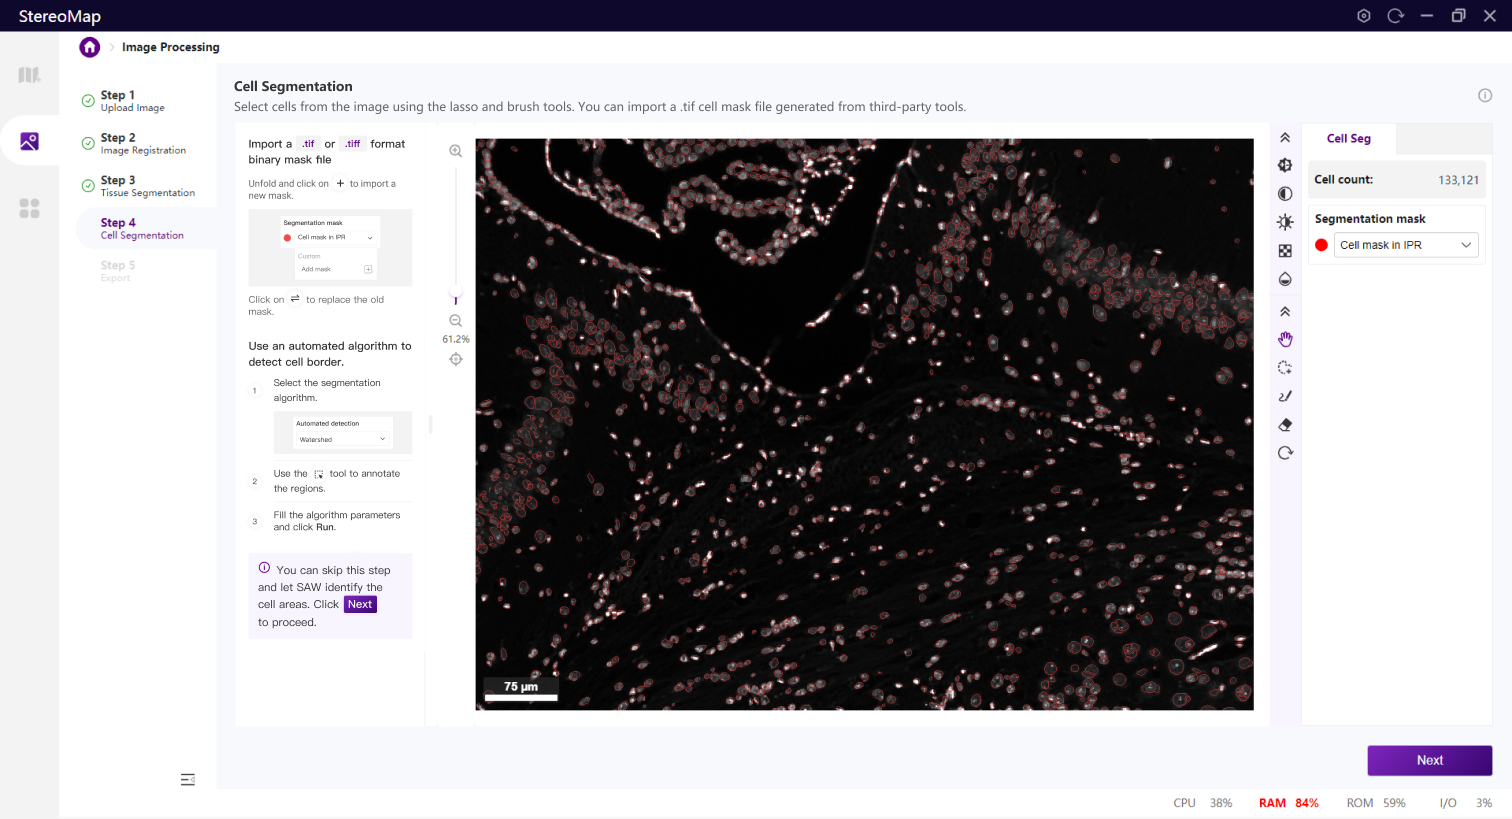 StereoMap
Image Processing
Step 1
Upload Image
Step 2
Image Registration
Step 3
Tissue Segmentation
Step 4
Cell Segmentation
Step 5
Export
Cell Segmentation
Select cells from the image using the lasso and brush tools. You can import a .tif cell mask file generated from third-party tools.
Import a .tif or .tiff format
binary mask file
Unfold and click on + to import a
new mask.
Segmentation mask
Cell mask in IPR
Custom
Add mask
Click on ⇌ to replace the old
mask.
Use an automated algorithm to
detect cell border.
1 Select the segmentation
algorithm.
Automated detection
Watershed
2 Use the tool to annotate
the regions.
3 Fill the algorithm parameters
and click Run.
You can skip this step
and let SAW identify the
cell areas. Click Next
to proceed.
61.2%
75 μm
Cell Seg
Cell count: 133,121
Segmentation mask
Cell mask in IPR
Next
CPU 38% RAM 84% ROM 59% I/O 3%